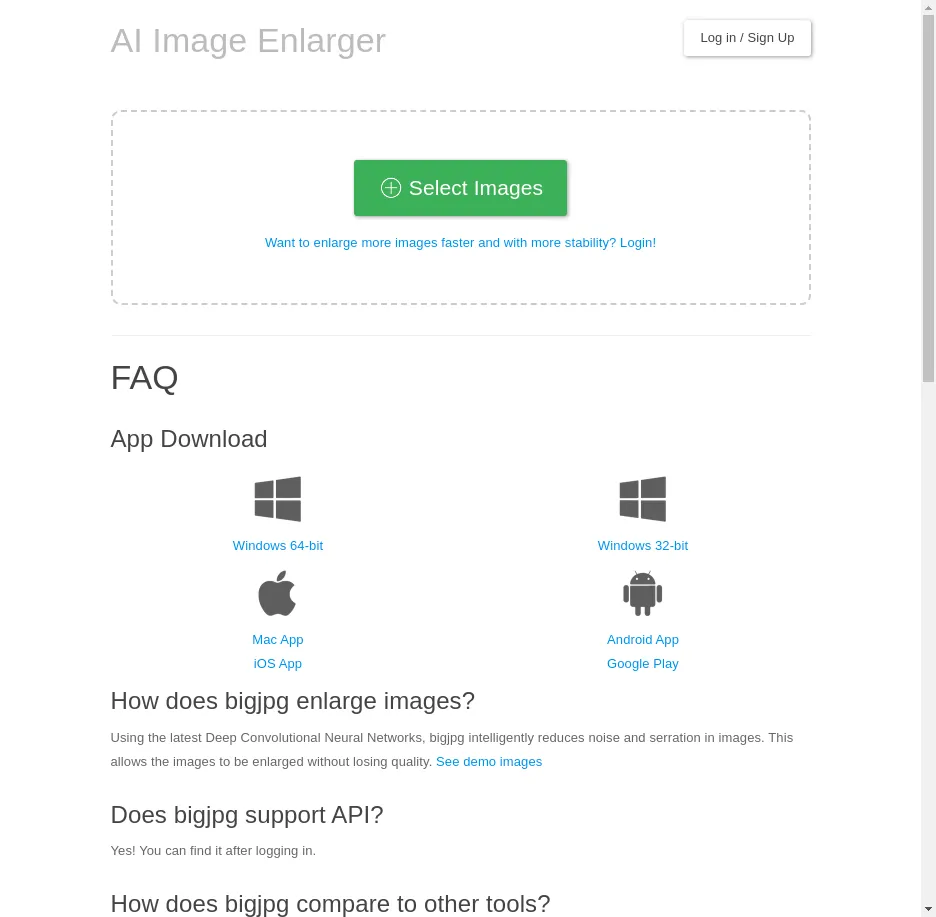 AI Image Enlarger
Log in / Sign Up
Select Images
Want to enlarge more images faster and with more stability? Login!
FAQ
App Download
Windows 64-bit
Windows 32-bit
Mac App
Android App
iOS App
Google Play
How does bigjpg enlarge images?
Using the latest Deep Convolutional Neural Networks, bigjpg intelligently reduces noise and serration in images. This
allows the images to be enlarged without losing quality. See demo images
Does bigjpg support API?
Yes! You can find it after logging in.
How does bigjpg compare to other tools?